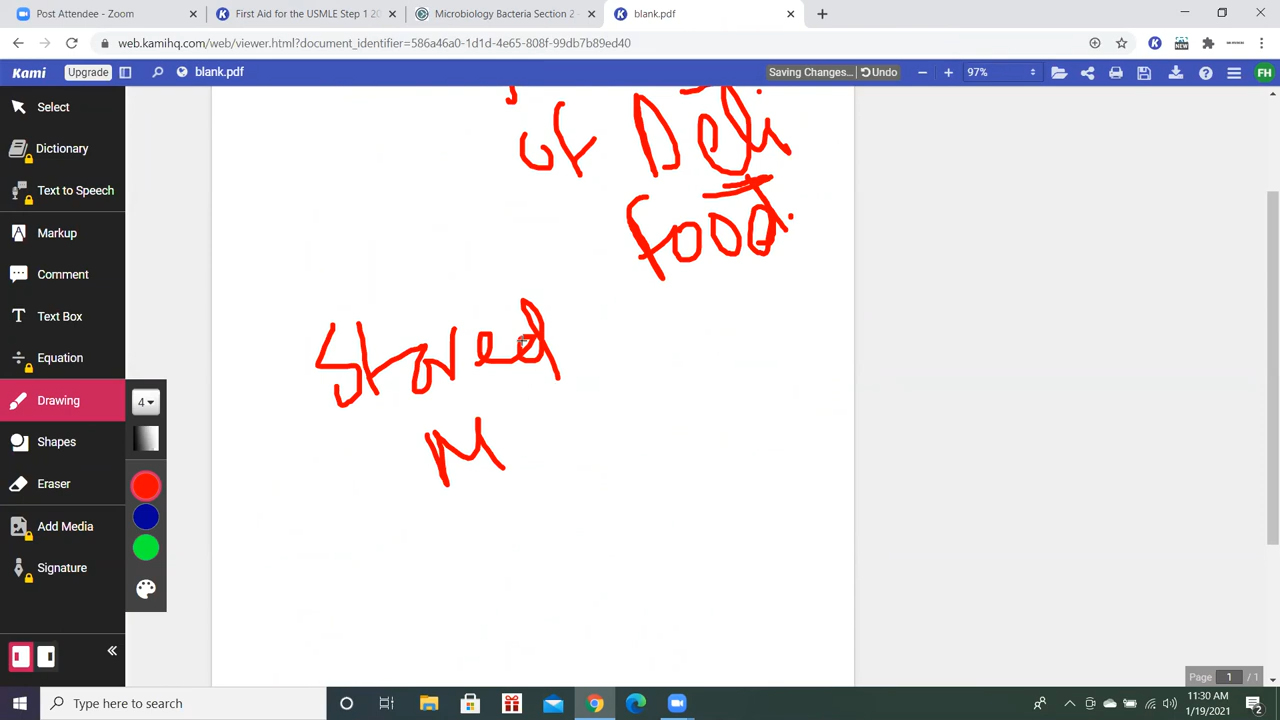 Post Attendee - Zoom
First Aid for the USMLE Step 1 20
Microbiology Bacteria Section 2 -
blank.pdf
web.kamihq.com/web/viewer.html?document_identifier=586a46a0-1d1d-4e65-808f-99db7b89ed40
NEW
Kami
Upgrade
blank.pdf
Saving Changes...
Undo
97%
FH
Select
Dictionary
Text to Speech
Markup
Comment
Text Box
Equation
Drawing
4
Shapes
Eraser
Add Media
Signature
of Deli
Food.
Stored
M
Page 1 / 1
Type here to search
11:30 AM
1/19/2021
2